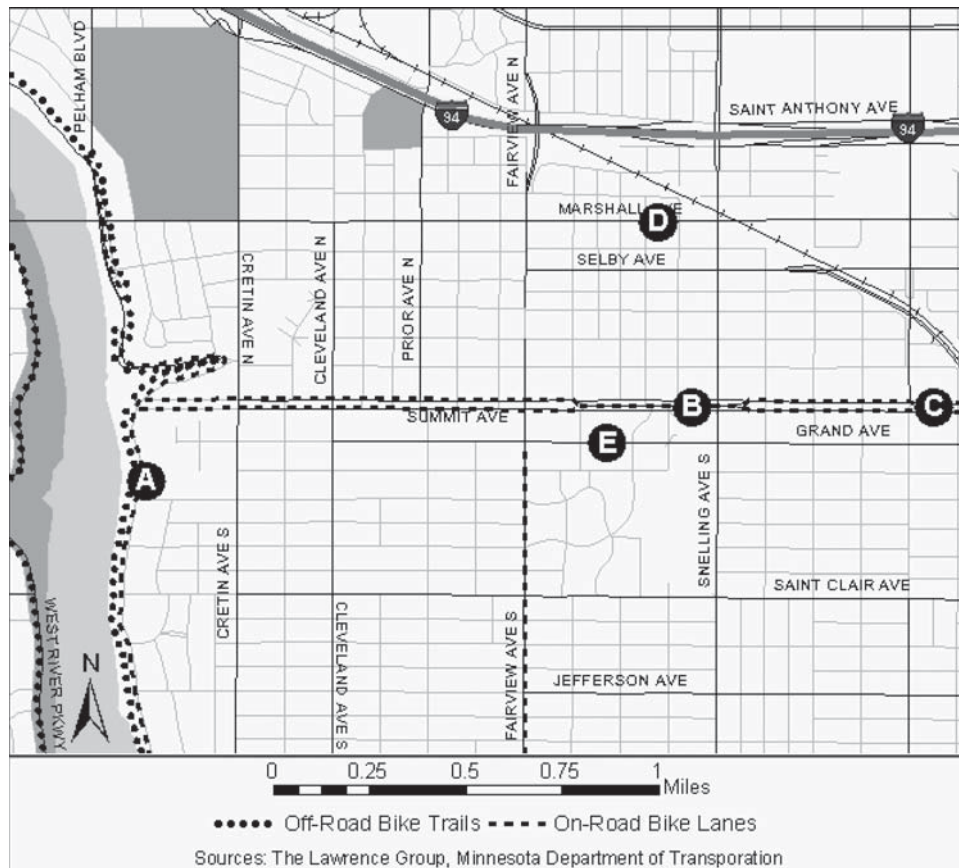 PELHAM BLVD
FAIRVIEW AVE N
SAINT ANTHONY AVE
94
94
MARSHALL AVE
D
SELBY AVE
CRETIN AVE N
CLEVELAND AVE N
PRIOR AVE N
SUMMIT AVE
B
C
GRAND AVE
E
A
SNELLING AVE S
CRETIN AVE S
SAINT CLAIR AVE
WEST RIVER PKWY
CLEVELAND AVE S
FAIRVIEW AVE S
JEFFERSON AVE
N
0 0.25 0.5 0.75 1
Miles
Off-Road Bike Trails On-Road Bike Lanes
Sources: The Lawrence Group, Minnesota Department of Transporation